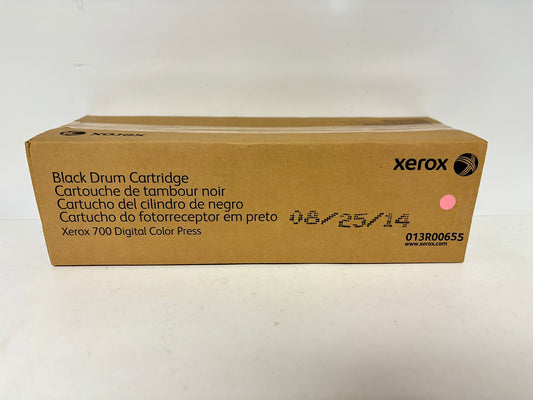 xerox
Black Drum Cartridge
Cartouche de tambour noir
Cartucho del cilindro de negro
Cartucho do fotorreceptor em preto
Xerox 700 Digital Color Press
08/25/14
xerox
013R00655
www.xerox.com